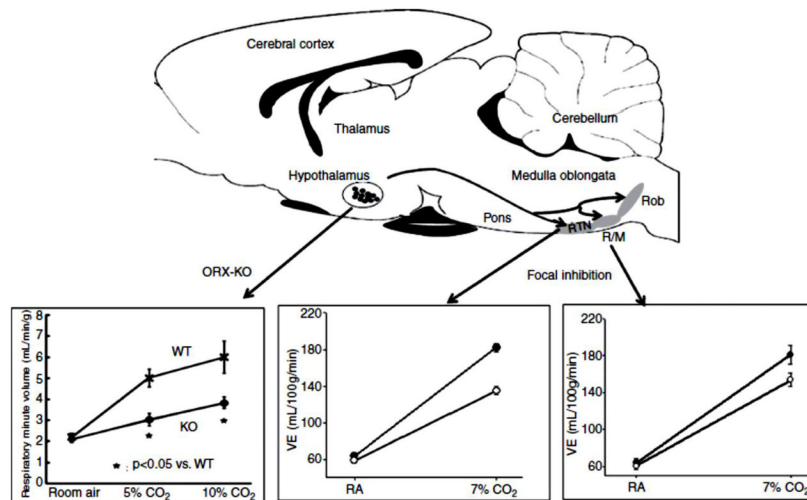 Cerebral cortex
Thalamus
Cerebellum
Hypothalamus
Medulla oblongata
Rob
Pons
RTN
R/M
ORX-KO
Focal inhibition
Respiratory minute volume (mL/min/g)
8
7
6
5
4
3
2
1
0
WT
KO
* : p<0.05 vs. WT
Room air 5% CO₂ 10% CO₂
VE (mL/100g/min)
220
180
140
100
60
RA 7% CO₂
VE (mL/100g/min)
220
180
140
100
60
RA 7% CO₂